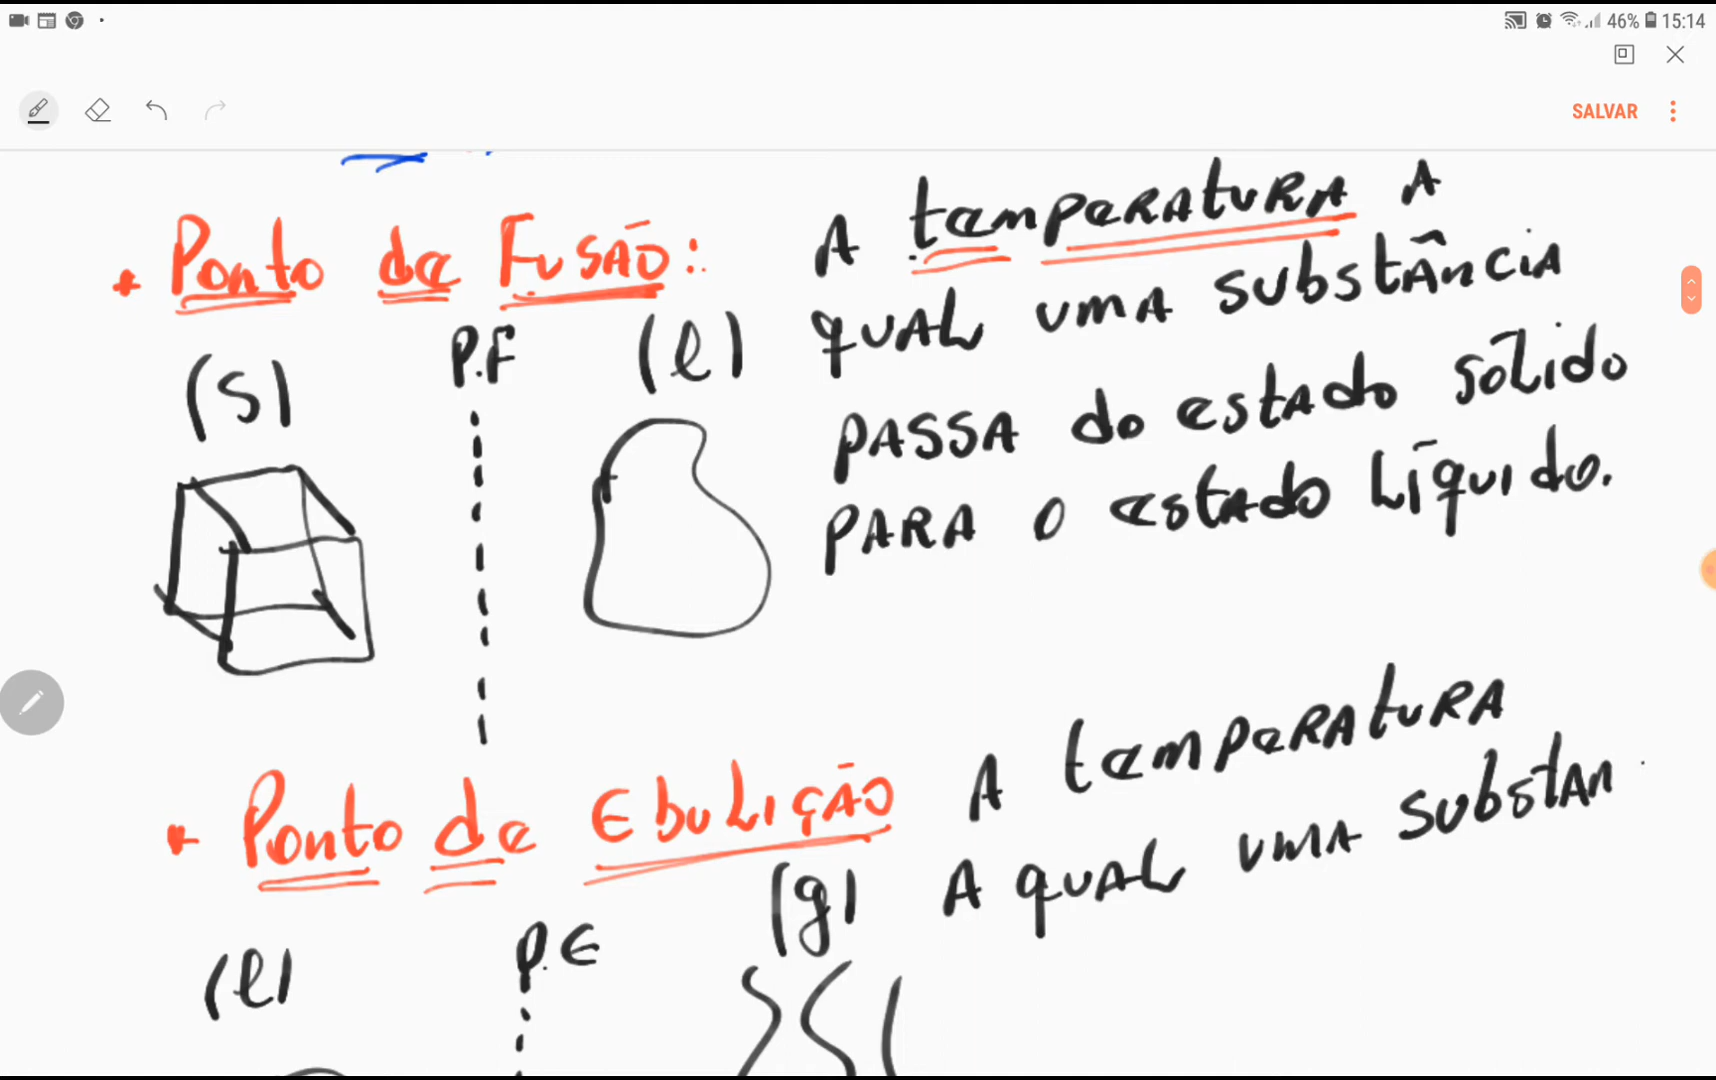 46% 15:14
SALVAR
Ponto de Fusão:
A temperatura a
qual uma substância
passa do estado sólido
para o estado líquido.
(s) P.F (l)
Ponto de Ebulição
A temperatura
a qual uma substan
(l) P.E (g)